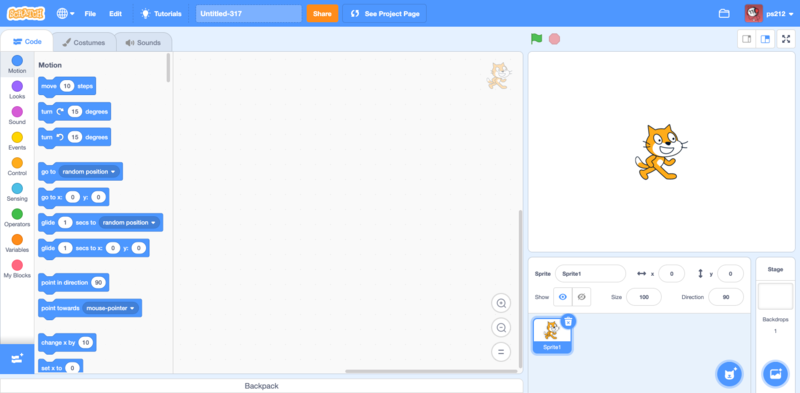 SCRATCH File Edit Tutorials Untitled-317 Share See Project Page ps212
Code Costumes Sounds
Motion
Looks
Sound
Events
Control
Sensing
Operators
Variables
My Blocks
Motion
move 10 steps
turn 15 degrees
turn 15 degrees
go to random position
go to x: 0 y: 0
glide 1 secs to random position
glide 1 secs to x: 0 y: 0
point in direction 90
point towards mouse-pointer
change x by 10
set x to 0
Backpack
Sprite Sprite1 x 0 y 0
Show Size 100 Direction 90
Sprite1
Stage
Backdrops
1